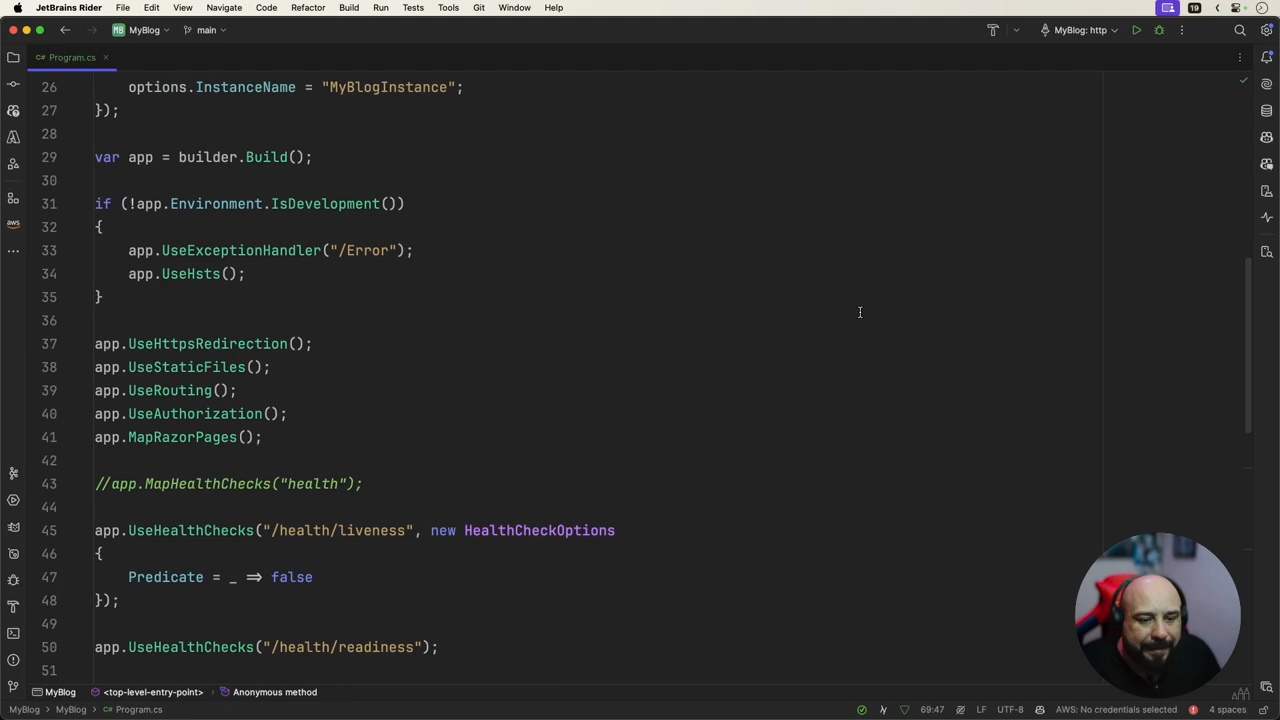 JetBrains Rider File Edit View Navigate Code Refactor Build Run Tests Tools Git Window Help 19
MB MyBlog main MyBlog: http
C# Program.cs
26 options.InstanceName = "MyBlogInstance";
27 });
28
29 var app = builder.Build();
30
31 if (!app.Environment.IsDevelopment())
32 {
33 app.UseExceptionHandler("/Error");
34 app.UseHsts();
35 }
36
37 app.UseHttpsRedirection();
38 app.UseStaticFiles();
39 app.UseRouting();
40 app.UseAuthorization();
41 app.MapRazorPages();
42
43 //app.MapHealthChecks("health");
44
45 app.UseHealthChecks("/health/liveness", new HealthCheckOptions
46 {
47 Predicate = _ => false
48 });
49
50 app.UseHealthChecks("/health/readiness");
51
aws
MyBlog <top-level-entry-point> Anonymous method
MyBlog MyBlog Program.cs 69:47 LF UTF-8 AWS: No credentials selected 4 spaces